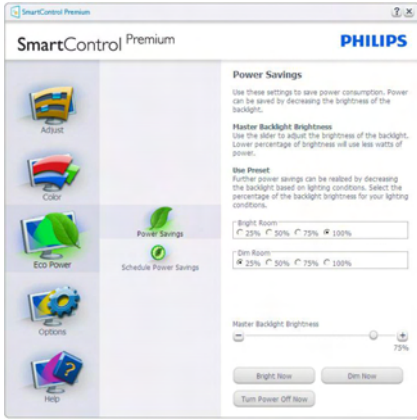 SmartControl Premium
SmartControl Premium
PHILIPS
Adjust
Color
Eco Power
Options
Help
Power Savings
Schedule Power Savings
Power Savings
Use these settings to save power consumption. Power
can be saved by decreasing the brightness of the
backlight.
Master Backlight Brightness
Use the slider to adjust the brightness of the backlight.
Lower percentage of brightness will use less watts of
power.
Use Preset
Further power savings can be realized by decreasing
the backlight based on lighting conditions. Select the
percentage of the backlight brightness for your lighting
conditions.
Bright Room
25% 50% 75% 100%
Dim Room
25% 50% 75% 100%
Master Backlight Brightness
75%
Bright Now
Dim Now
Turn Power Off Now